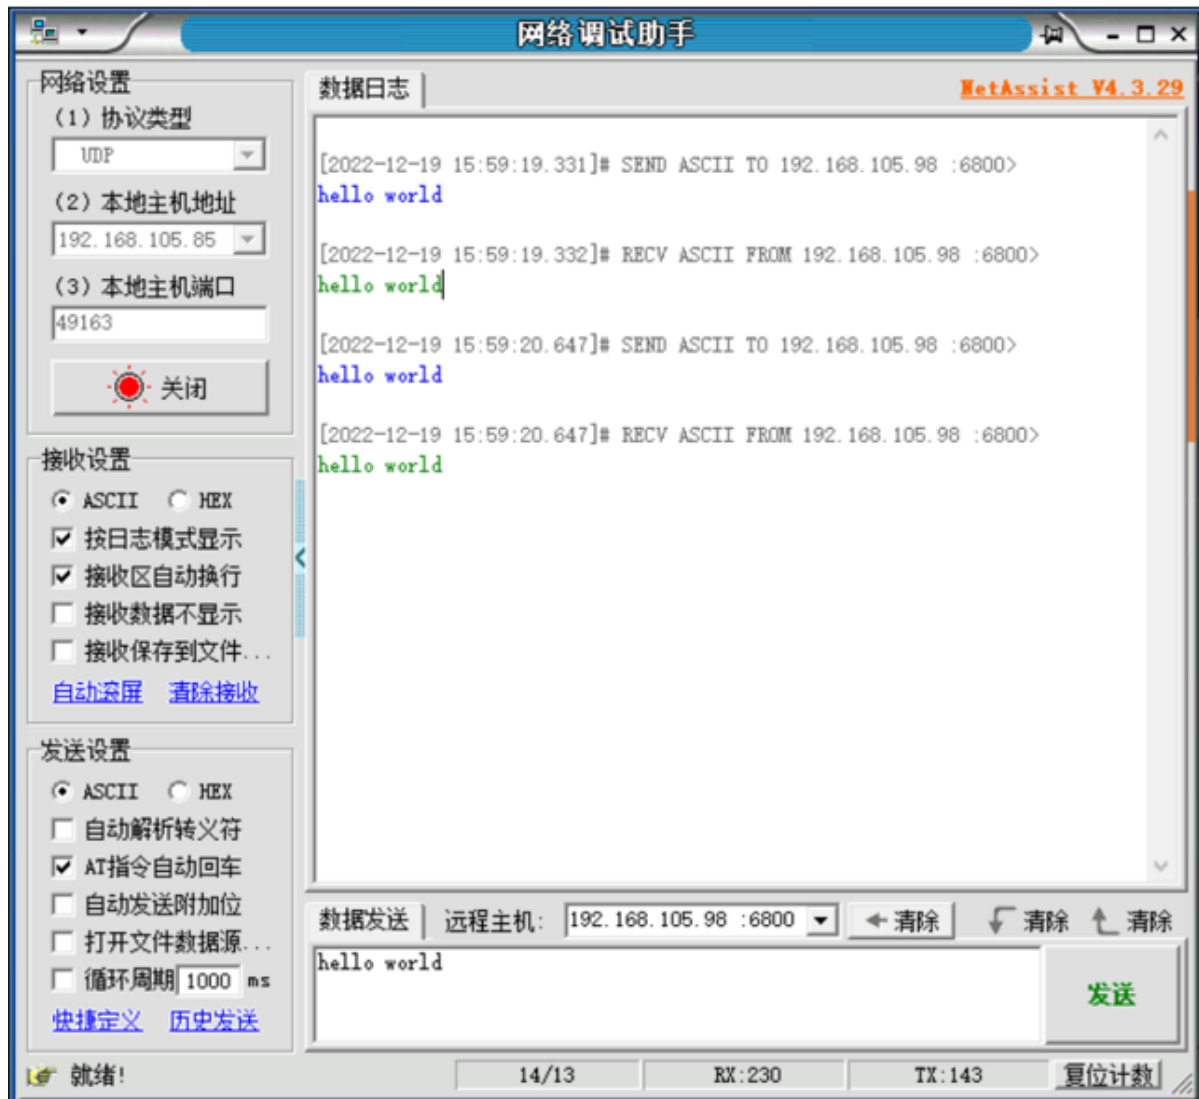 网络调试助手
网络设置
(1) 协议类型
UDP
(2) 本地主机地址
192.168.105.85
(3) 本地主机端口
49163
关闭
接收设置
ASCII HEX
按日志模式显示
接收区自动换行
接收数据不显示
接收保存到文件...
自动滚屏 清除接收
发送设置
ASCII HEX
自动解析转义符
AT指令自动回车
自动发送附加位
打开文件数据源...
循环周期 1000 ms
快捷定义 历史发送
数据日志
NetAssist V4.3.29
[2022-12-19 15:59:19.331]# SEND ASCII TO 192.168.105.98 :6800>
hello world
[2022-12-19 15:59:19.332]# RECV ASCII FROM 192.168.105.98 :6800>
hello world
[2022-12-19 15:59:20.647]# SEND ASCII TO 192.168.105.98 :6800>
hello world
[2022-12-19 15:59:20.647]# RECV ASCII FROM 192.168.105.98 :6800>
hello world
数据发送 远程主机: 192.168.105.98 :6800 清除 清除 清除
hello world
发送
就绪! 14/13 RX:230 TX:143 复位计数